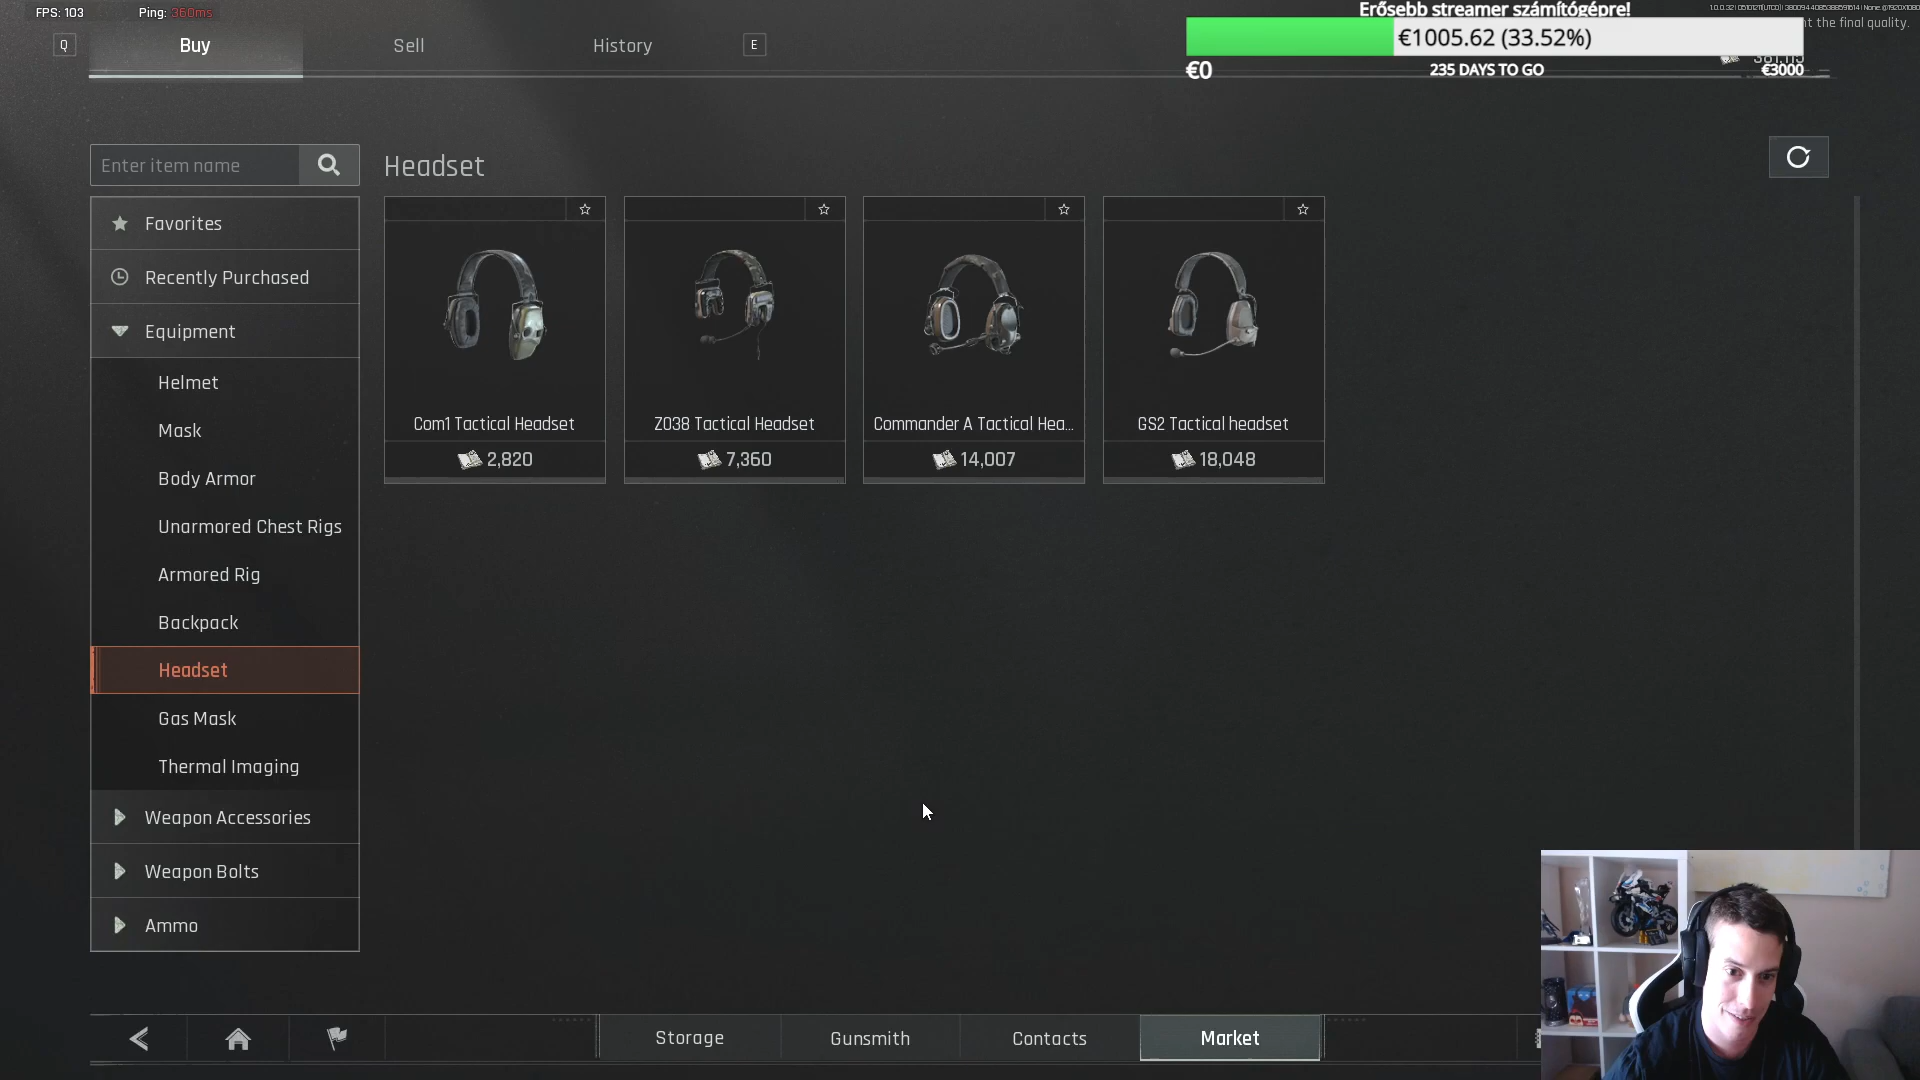 FPS: 103
Ping: 360ms
Erősebb streamer számítógépre!
nt the final quality.
Q
Buy
Sell
History
E
€1005.62 (33.52%)
€0
235 DAYS TO GO
€3000
Enter item name
Headset
Favorites
Recently Purchased
Equipment
Helmet
Mask
Body Armor
Unarmored Chest Rigs
Armored Rig
Backpack
Headset
Gas Mask
Thermal Imaging
Weapon Accessories
Weapon Bolts
Ammo
Com1 Tactical Headset
2,820
Z038 Tactical Headset
7,360
Commander A Tactical Hea...
14,007
GS2 Tactical headset
18,048
Storage
Gunsmith
Contacts
Market